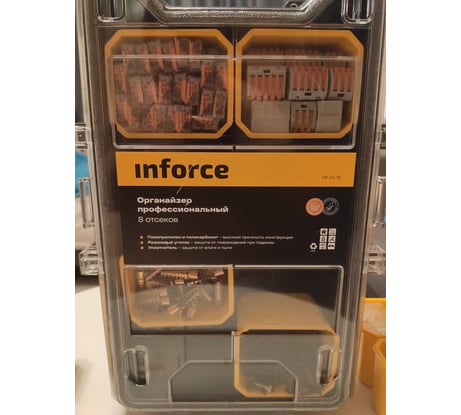 ınforce
Органайзер
профессиональный
8 отсеков
• Полипропилен и поликарбонат – высокая прочность конструкции
• Резиновый уголок – защита от повреждений при падении
• Уплотнитель – защита от влаги и пыли